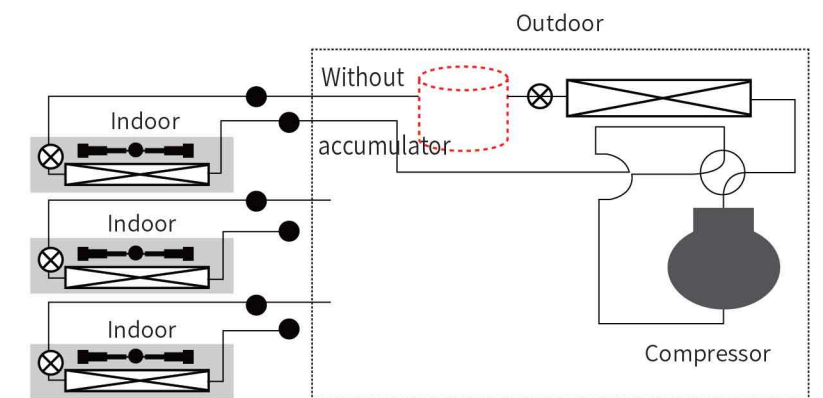 Outdoor
Without
accumulator
Indoor
Indoor
Indoor
Compressor